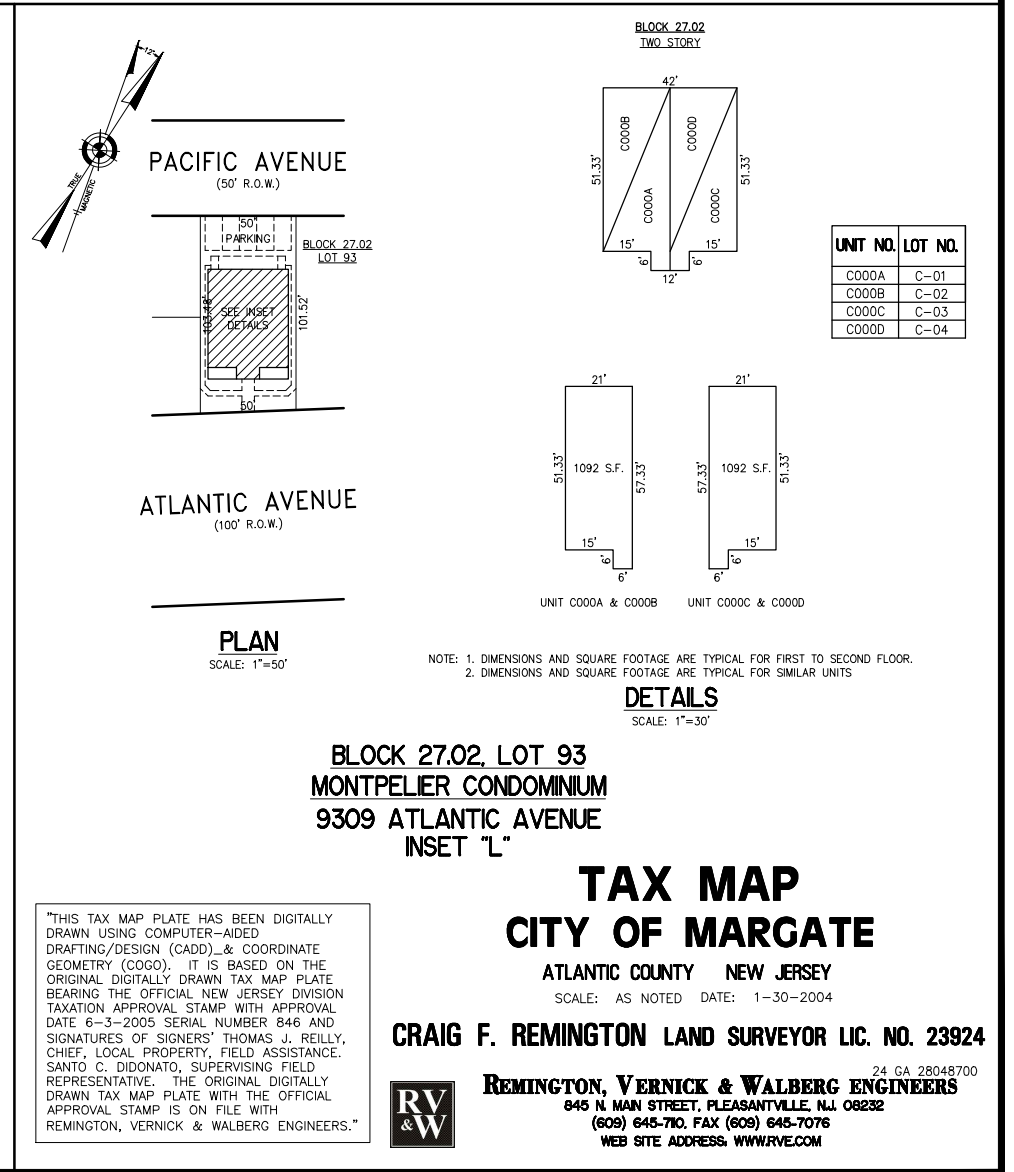 12°
TRUE
MAGNETIC
PACIFIC AVENUE
(50' R.O.W.)
50'
PARKING
BLOCK 27.02
LOT 93
103.48'
SEE INSET
DETAILS
101.52'
50'
ATLANTIC AVENUE
(100' R.O.W.)
PLAN
SCALE: 1"=50'
BLOCK 27.02
TWO STORY
42'
51.33'
C000B
C000A
C000D
C000C
51.33'
15'
15'
6'
6'
12'
UNIT NO. LOT NO.
C000A C-01
C000B C-02
C000C C-03
C000D C-04
21'
51.33'
1092 S.F.
57.33'
15'
6'
6'
UNIT C000A & C000B
21'
57.33'
1092 S.F.
51.33'
15'
6'
6'
UNIT C000C & C000D
NOTE: 1. DIMENSIONS AND SQUARE FOOTAGE ARE TYPICAL FOR FIRST TO SECOND FLOOR.
2. DIMENSIONS AND SQUARE FOOTAGE ARE TYPICAL FOR SIMILAR UNITS
DETAILS
SCALE: 1"=30'
BLOCK 27.02, LOT 93
MONTPELIER CONDOMINIUM
9309 ATLANTIC AVENUE
INSET "L"
"THIS TAX MAP PLATE HAS BEEN DIGITALLY
DRAWN USING COMPUTER-AIDED
DRAFTING/DESIGN (CADD)_& COORDINATE
GEOMETRY (COGO). IT IS BASED ON THE
ORIGINAL DIGITALLY DRAWN TAX MAP PLATE
BEARING THE OFFICIAL NEW JERSEY DIVISION
TAXATION APPROVAL STAMP WITH APPROVAL
DATE 6-3-2005 SERIAL NUMBER 846 AND
SIGNATURES OF SIGNERS' THOMAS J. REILLY,
CHIEF, LOCAL PROPERTY, FIELD ASSISTANCE.
SANTO C. DIDONATO, SUPERVISING FIELD
REPRESENTATIVE. THE ORIGINAL DIGITALLY
DRAWN TAX MAP PLATE WITH THE OFFICIAL
APPROVAL STAMP IS ON FILE WITH
REMINGTON, VERNICK & WALBERG ENGINEERS."
TAX MAP
CITY OF MARGATE
ATLANTIC COUNTY NEW JERSEY
SCALE: AS NOTED DATE: 1-30-2004
CRAIG F. REMINGTON LAND SURVEYOR LIC. NO. 23924
24 GA 28048700
RV
&W
REMINGTON, VERNICK & WALBERG ENGINEERS
845 N. MAIN STREET, PLEASANTVILLE, N.J. 08232
(609) 645-7110, FAX (609) 645-7076
WEB SITE ADDRESS: WWW.RVE.COM